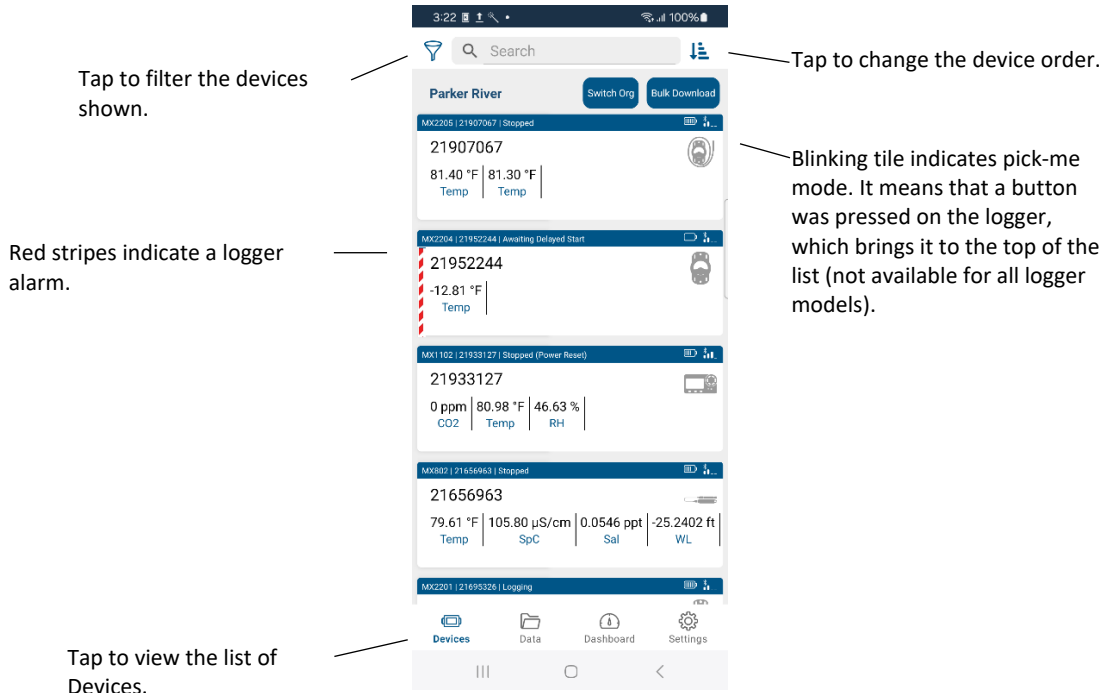 3:22 100%
Search
Tap to change the device order.
Tap to filter the devices
shown.
Parker River
Switch Org
Bulk Download
MX2205 | 21907067 | Stopped
21907067
81.40 °F 81.30 °F
Temp Temp
Blinking tile indicates pick-me
mode. It means that a button
was pressed on the logger,
which brings it to the top of the
list (not available for all logger
models).
Red stripes indicate a logger
alarm.
MX2204 | 21952244 | Awaiting Delayed Start
21952244
-12.81 °F
Temp
MX1102 | 21933127 | Stopped (Power Reset)
21933127
0 ppm 80.98 °F 46.63 %
CO2 Temp RH
MX802 | 21656963 | Stopped
21656963
79.61 °F 105.80 µS/cm 0.0546 ppt -25.2402 ft
Temp SpC Sal WL
MX2201 | 21695326 | Logging
Devices Data Dashboard Settings
Tap to view the list of
Devices.